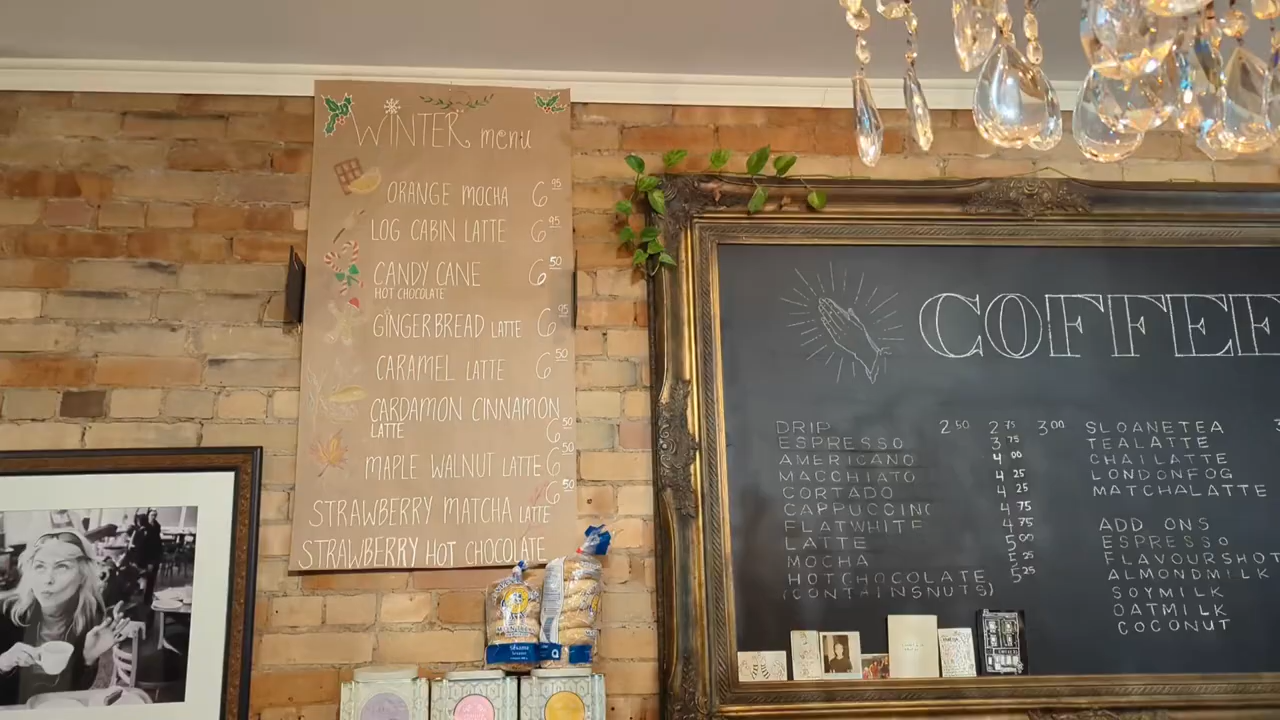 WINTER menu
ORANGE MOCHA 6 95
LOG CABIN LATTE 6 95
CANDY CANE 6 50
HOT CHOCOLATE
GINGERBREAD LATTE 6 95
CARAMEL LATTE 6 50
CARDAMON CINNAMON
LATTE 6 50
MAPLE WALNUT LATTE 6 50
STRAWBERRY MATCHA LATTE 6 50
STRAWBERRY HOT CHOCOLATE
Sésame
COFFEE
DRIP 2 50 2 75 3 00
ESPRESSO 3 75
AMERICANO 4 00
MACCHIATO 4 25
CORTADO 4 25
CAPPUCCINO 4 75
FLATWHITE 4 75
LATTE 5 00
MOCHA 5 25
HOTCHOCOLATE 5 25
(CONTAINSNUTS)
SLOANETEA
TEALATTE
CHAILATTE
LONDONFOG
MATCHALATTE
ADD ONS
ESPRESSO
FLAVOURSHOT
ALMONDMILK
SOYMILK
OATMILK
COCONUT